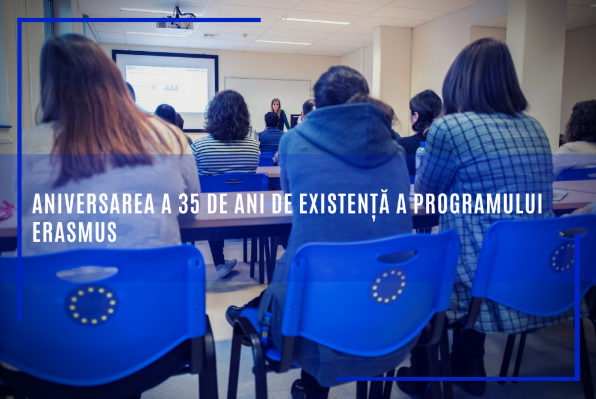 ANIVERSAREA A 35 DE ANI DE EXISTENȚĂ A PROGRAMULUI
ERASMUS